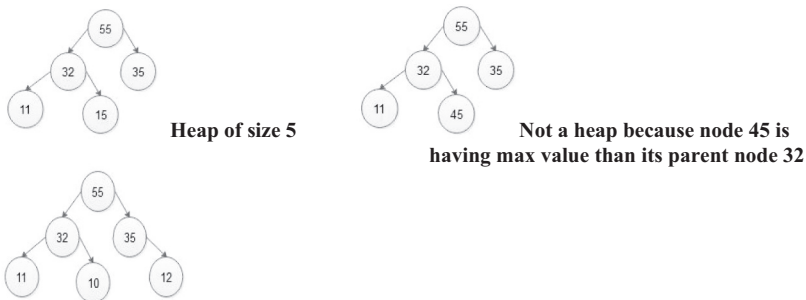 55
32 35
11 15
Heap of size 5
55
32 35
11 45
Not a heap because node 45 is
having max value than its parent node 32
55
32 35
11 10 12